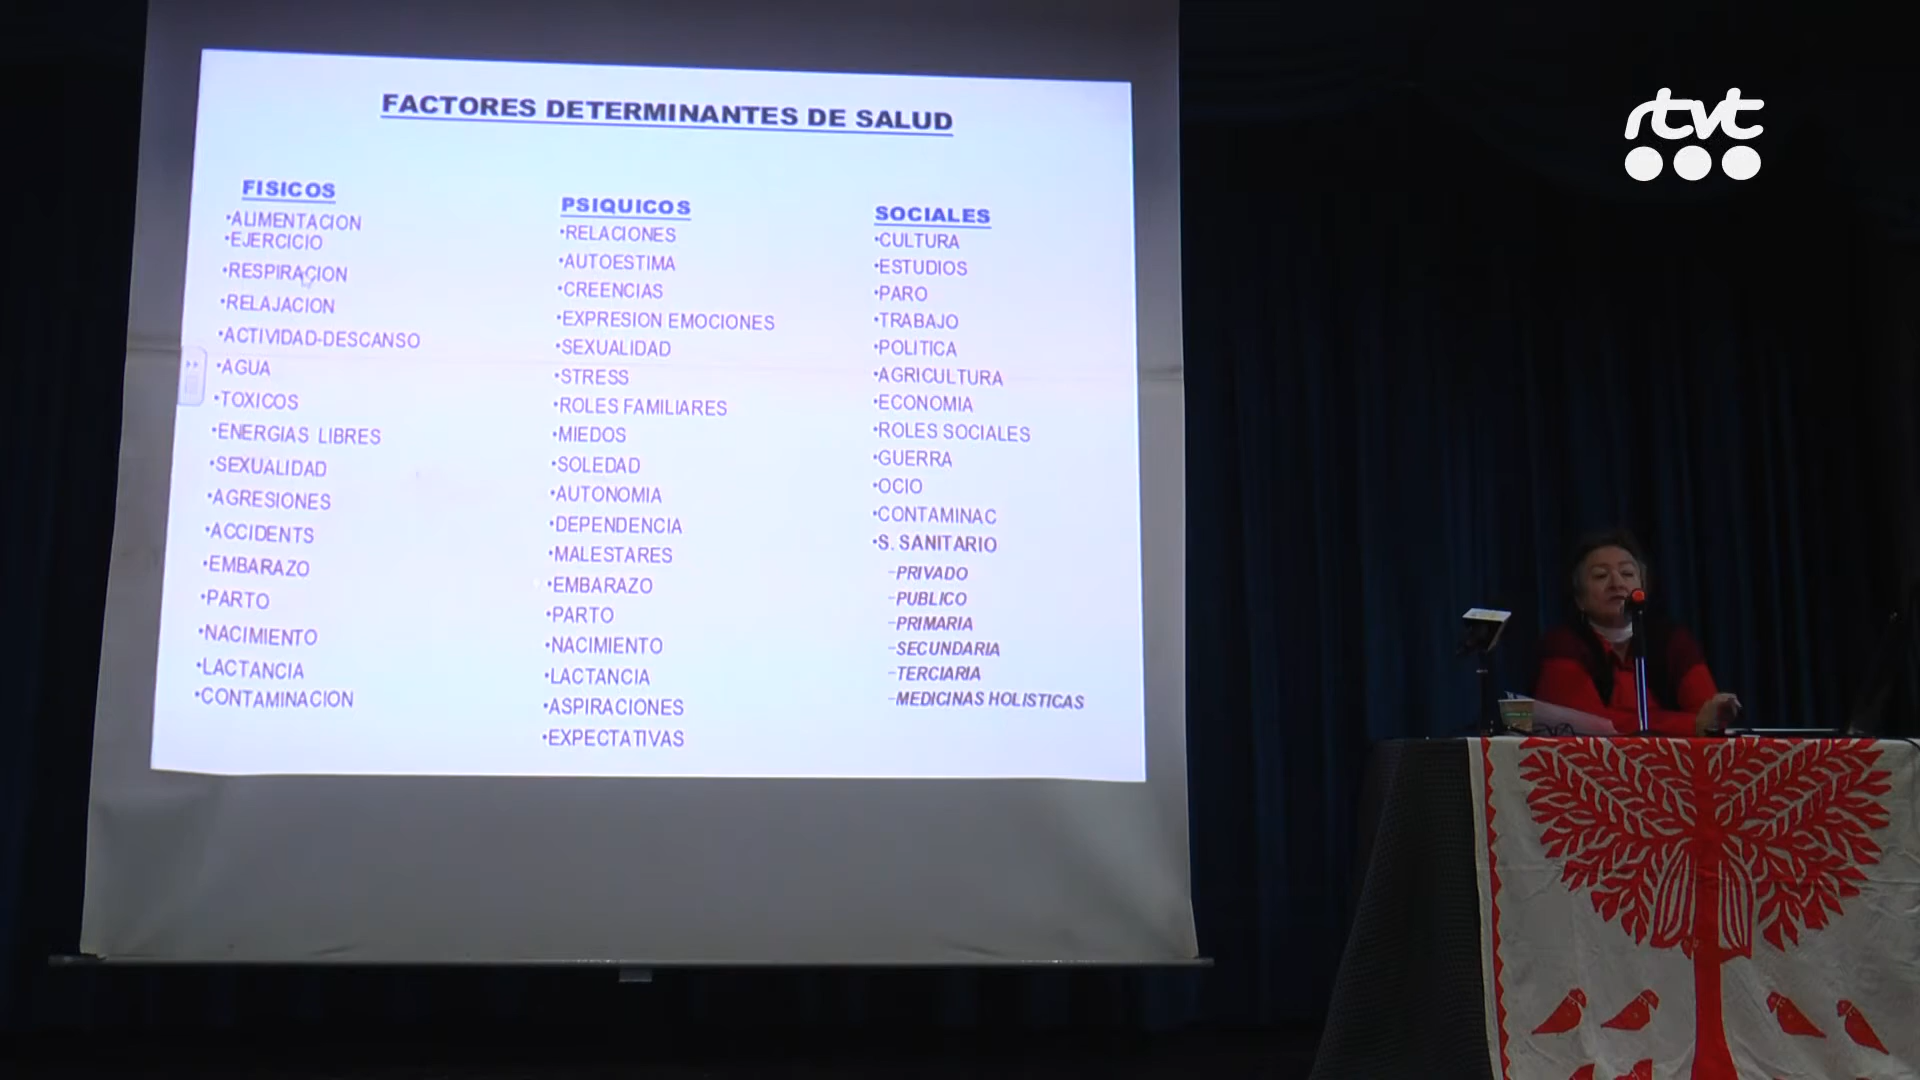 FACTORES DETERMINANTES DE SALUD
FISICOS
•ALIMENTACION
•EJERCICIO
•RESPIRACION
•RELAJACION
•ACTIVIDAD-DESCANSO
•AGUA
•TOXICOS
•ENERGIAS LIBRES
•SEXUALIDAD
•AGRESIONES
•ACCIDENTS
•EMBARAZO
•PARTO
•NACIMIENTO
•LACTANCIA
•CONTAMINACION
PSIQUICOS
•RELACIONES
•AUTOESTIMA
•CREENCIAS
•EXPRESION EMOCIONES
•SEXUALIDAD
•STRESS
•ROLES FAMILIARES
•MIEDOS
•SOLEDAD
•AUTONOMIA
•DEPENDENCIA
•MALESTARES
•EMBARAZO
•PARTO
•NACIMIENTO
•LACTANCIA
•ASPIRACIONES
•EXPECTATIVAS
SOCIALES
•CULTURA
•ESTUDIOS
•PARO
•TRABAJO
•POLITICA
•AGRICULTURA
•ECONOMIA
•ROLES SOCIALES
•GUERRA
•OCIO
•CONTAMINAC
•S. SANITARIO
–PRIVADO
–PUBLICO
–PRIMARIA
–SECUNDARIA
–TERCIARIA
–MEDICINAS HOLISTICAS
rtvt